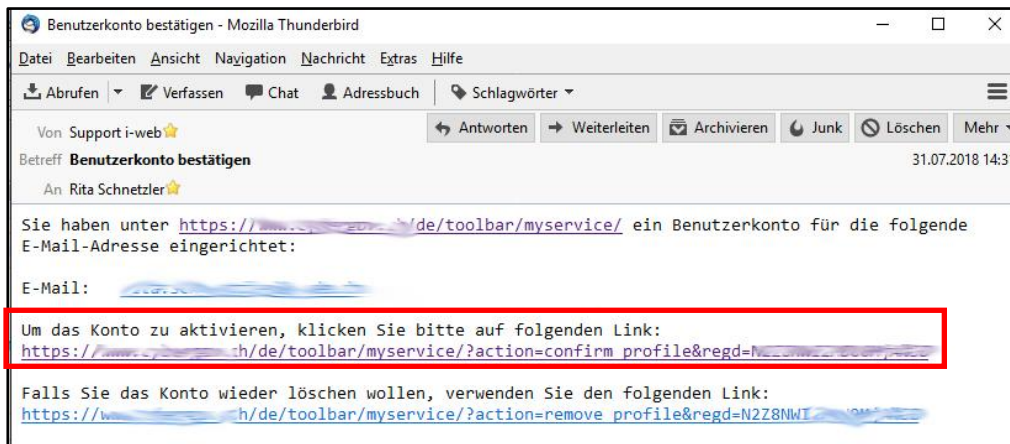 Benutzerkonto bestätigen - Mozilla Thunderbird
Datei Bearbeiten Ansicht Navigation Nachricht Extras Hilfe
Abrufen Verfassen Chat Adressbuch Schlagwörter
Von Support i-web Antworten Weiterleiten Archivieren Junk Löschen Mehr
Betreff Benutzerkonto bestätigen 31.07.2018 14:3
An Rita Schnetzler
Sie haben unter https:// /de/toolbar/myservice/ ein Benutzerkonto für die folgende
E-Mail-Adresse eingerichtet:
E-Mail:
Um das Konto zu aktivieren, klicken Sie bitte auf folgenden Link:
https:// ch/de/toolbar/myservice/?action=confirm_profile&regd=
Falls Sie das Konto wieder löschen wollen, verwenden Sie den folgenden Link:
https://w ch/de/toolbar/myservice/?action=remove_profile&regd=N2Z8NWI